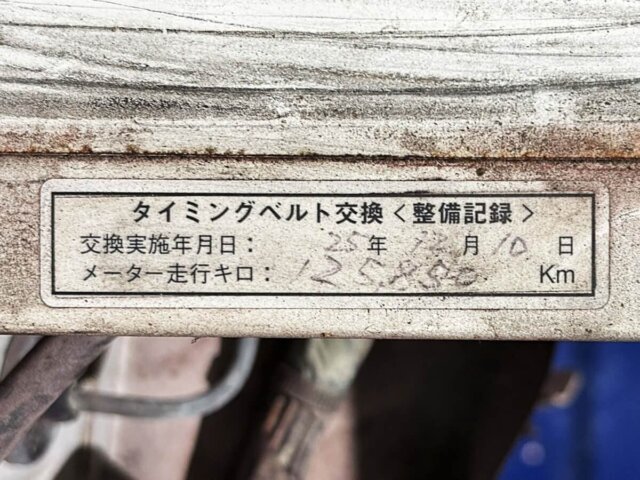 タイミングベルト交換＜整備記録＞
交換実施年月日： 25年 12月 10日
メーター走行キロ： 125,850 Km